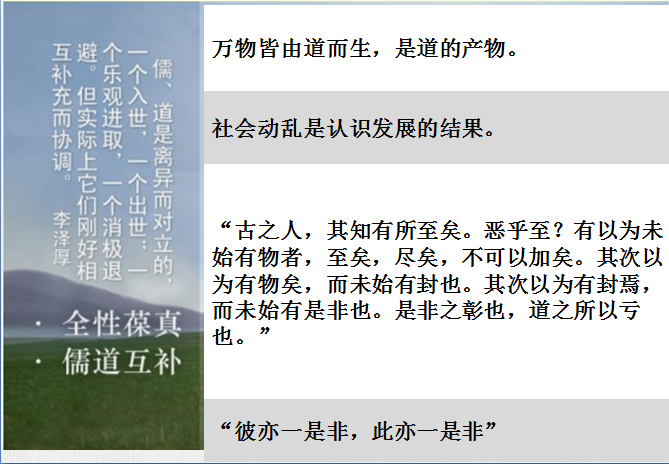 儒、道是离异而对立的，
一个入世，一个出世；一
个乐观进取，一个消极退
避。但实际上它们刚好相
互补充而协调。 李泽厚
· 全性葆真
· 儒道互补
万物皆由道而生，是道的产物。
社会动乱是认识发展的结果。
“古之人，其知有所至矣。恶乎至？有以为未
始有物者，至矣，尽矣，不可以加矣。其次以
为有物矣，而未始有封也。其次以为有封焉，
而未始有是非也。是非之彰也，道之所以亏
也。”
“彼亦一是非，此亦一是非”